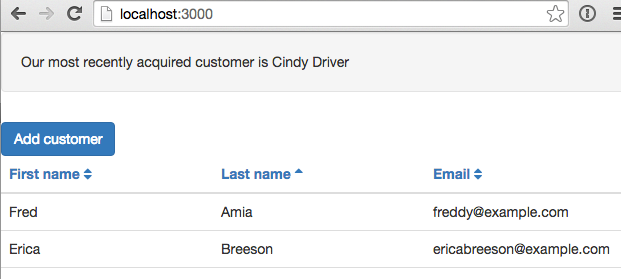 localhost:3000
Our most recently acquired customer is Cindy Driver
Add customer
First name Last name Email
Fred Amia freddy@example.com
Erica Breeson ericabreeson@example.com